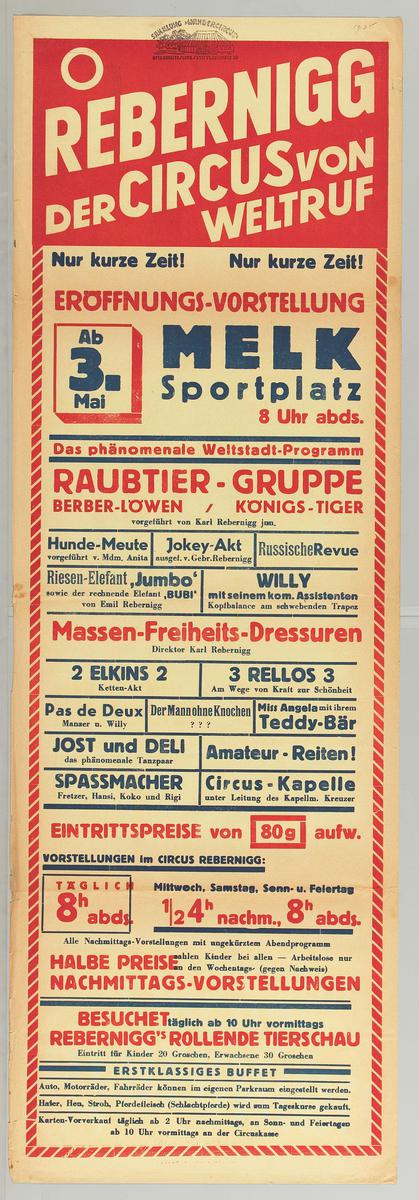 SAMMLUNG
1935
REBERNIGG
DER CIRCUS VON
WELTRUF
Nur kurze Zeit! Nur kurze Zeit!
ERÖFFNUNGS-VORSTELLUNG
Ab
3.
Mai
MELK
Sportplatz
8 Uhr abds.
Das phänomenale Weltstadt-Programm
RAUBTIER - GRUPPE
BERBER-LÖWEN / KÖNIGS-TIGER
vorgeführt von Karl Rebernigg jun.
Hunde-Meute
vorgeführt v. Mdm. Anita
Jokey-Akt
ausgef. v. Gebr. Rebernigg
Russische Revue
Riesen-Elefant „Jumbo"
sowie der rechnende Elefant „BUBI"
von Emil Rebernigg
WILLY
mit seinem kom. Assistenten
Kopfbalance am schwebenden Trapez
Massen-Freiheits-Dressuren
Direktor Karl Rebernigg
2 ELKINS 2
Ketten-Akt
3 RELLOS 3
Am Wege von Kraft zur Schönheit
Pas de Deux
Manzer u. Willy
Der Mann ohne Knochen
? ? ?
Miss Angela mit ihrem
Teddy-Bär
JOST und DELI
das phänomenale Tanzpaar
Amateur - Reiten!
SPASSMACHER
Fretzer, Hansi, Koko und Rigi
Circus - Kapelle
unter Leitung des Kapellm. Kreuzer
EINTRITTSPREISE von 80 g aufw.
VORSTELLUNGEN im CIRCUS REBERNIGG:
TÄGLICH
8h abds.
Mittwoch, Samstag, Sonn- u. Feiertag
1/2 4h nachm., 8h abds.
Alle Nachmittags-Vorstellungen mit ungekürztem Abendprogramm
HALBE PREISE zahlen Kinder bei allen — Arbeitslose nur
an den Wochentags- (gegen Nachweis)
NACHMITTAGS-VORSTELLUNGEN
BESUCHET täglich ab 10 Uhr vormittags
REBERNIGG'S ROLLENDE TIERSCHAU
Eintritt für Kinder 20 Groschen, Erwachsene 30 Groschen
ERSTKLASSIGES BUFFET
Auto, Motorräder, Fahrräder können im eigenen Parkraum eingestellt werden.
Hafer, Heu, Stroh, Pferdefleisch (Schlachtpferde) wird zum Tageskurse gekauft.
Karten-Vorverkauf täglich ab 2 Uhr nachmittags, an Sonn- und Feiertagen
ab 10 Uhr vormittags an der Circuskasse